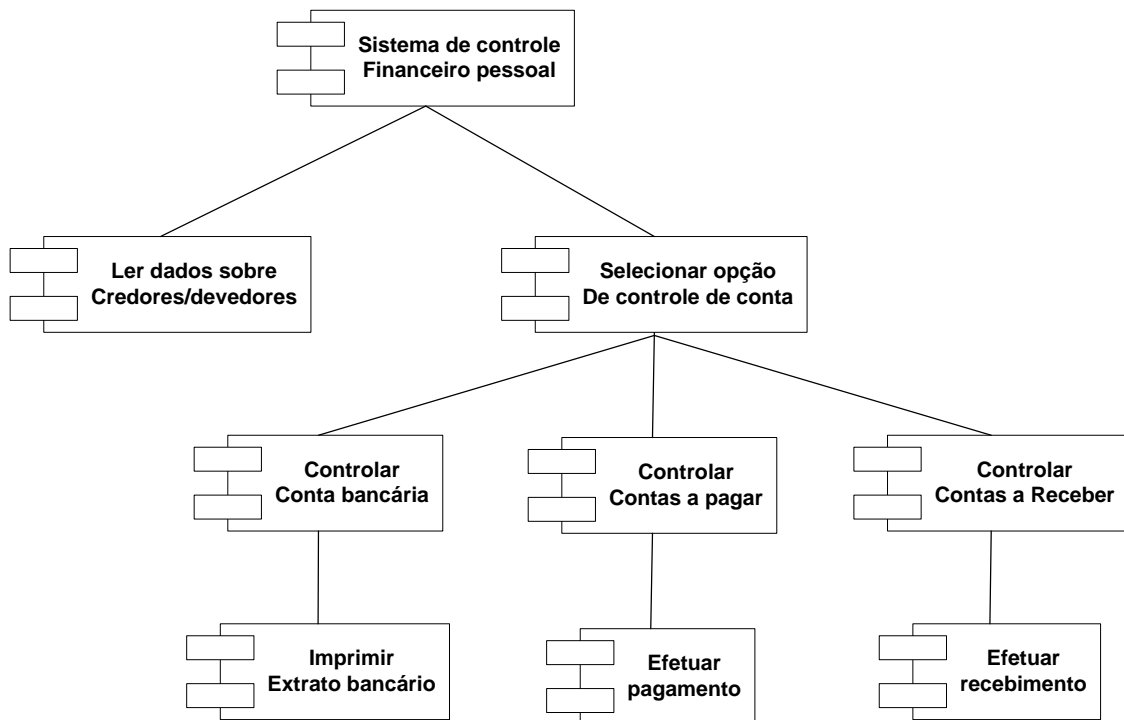 Sistema de controle
Financeiro pessoal
Ler dados sobre
Credores/devedores
Selecionar opção
De controle de conta
Controlar
Conta bancária
Controlar
Contas a pagar
Controlar
Contas a Receber
Imprimir
Extrato bancário
Efetuar
pagamento
Efetuar
recebimento